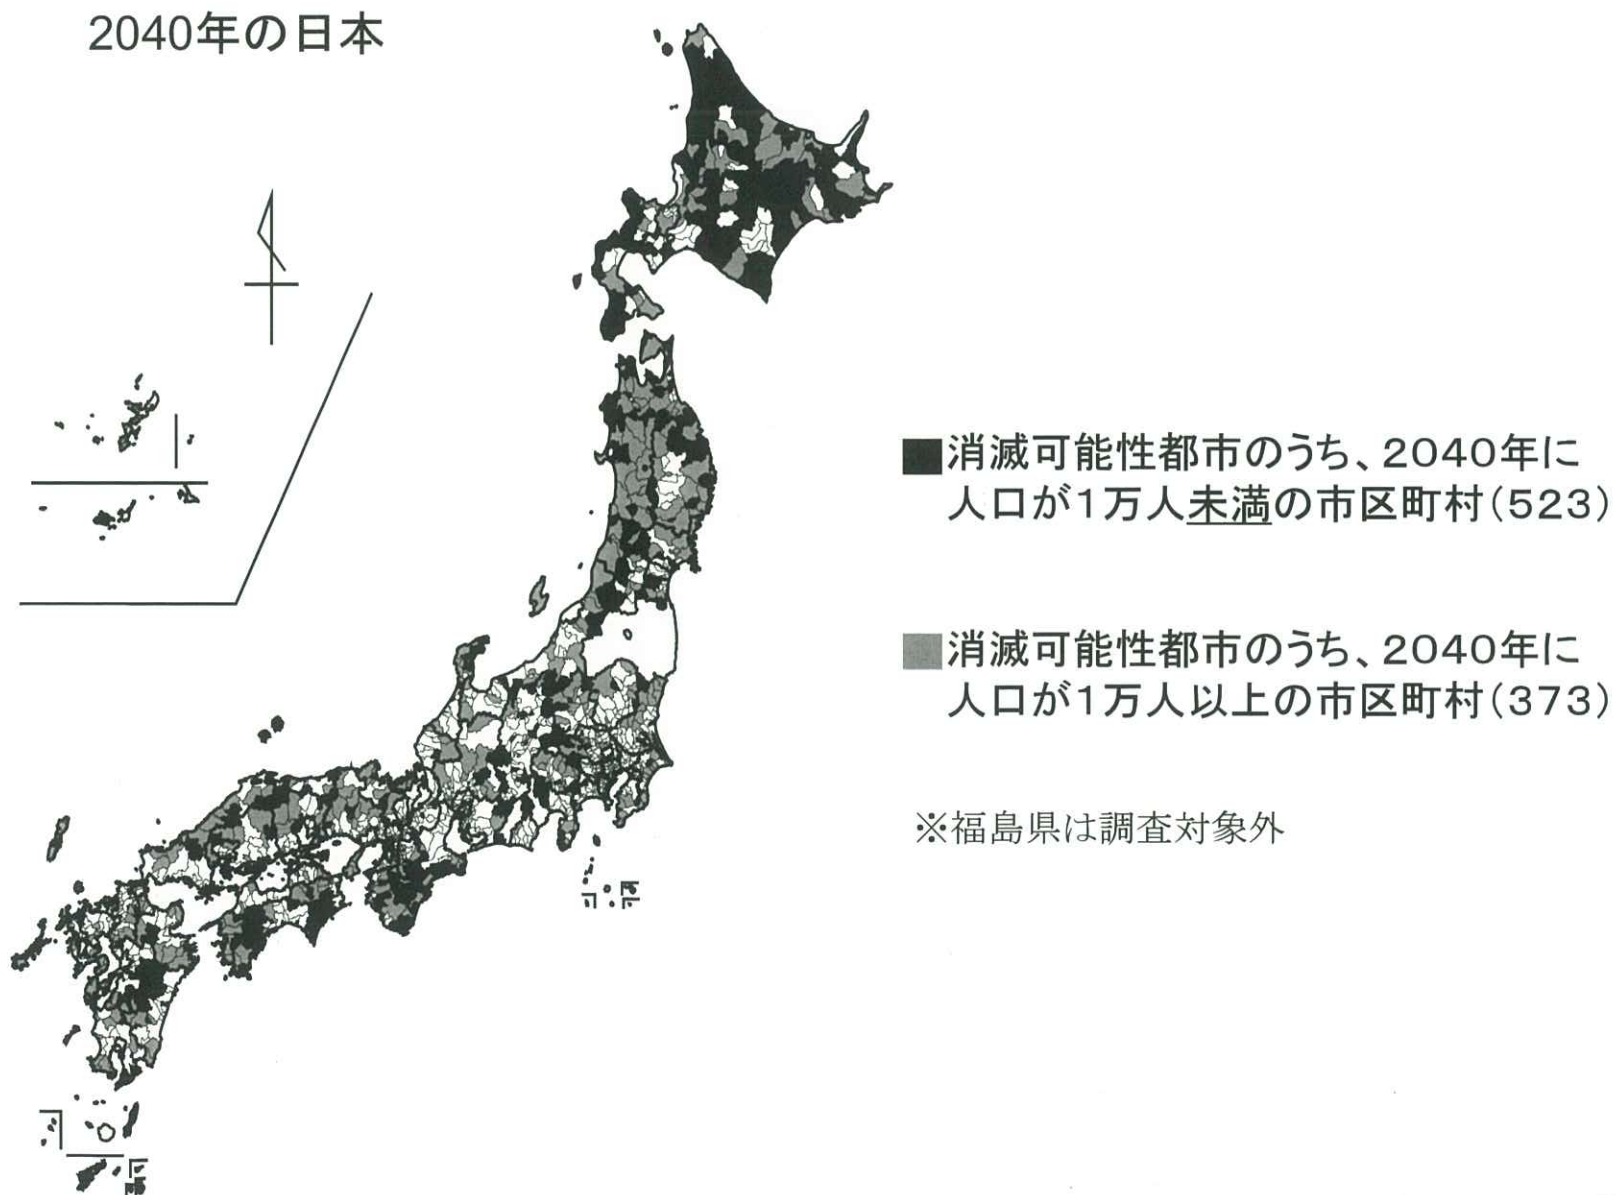 2040年の日本
消滅可能性都市のうち、2040年に
人口が1万人未満の市区町村(523)
消滅可能性都市のうち、2040年に
人口が1万人以上の市区町村(373)
※福島県は調査対象外